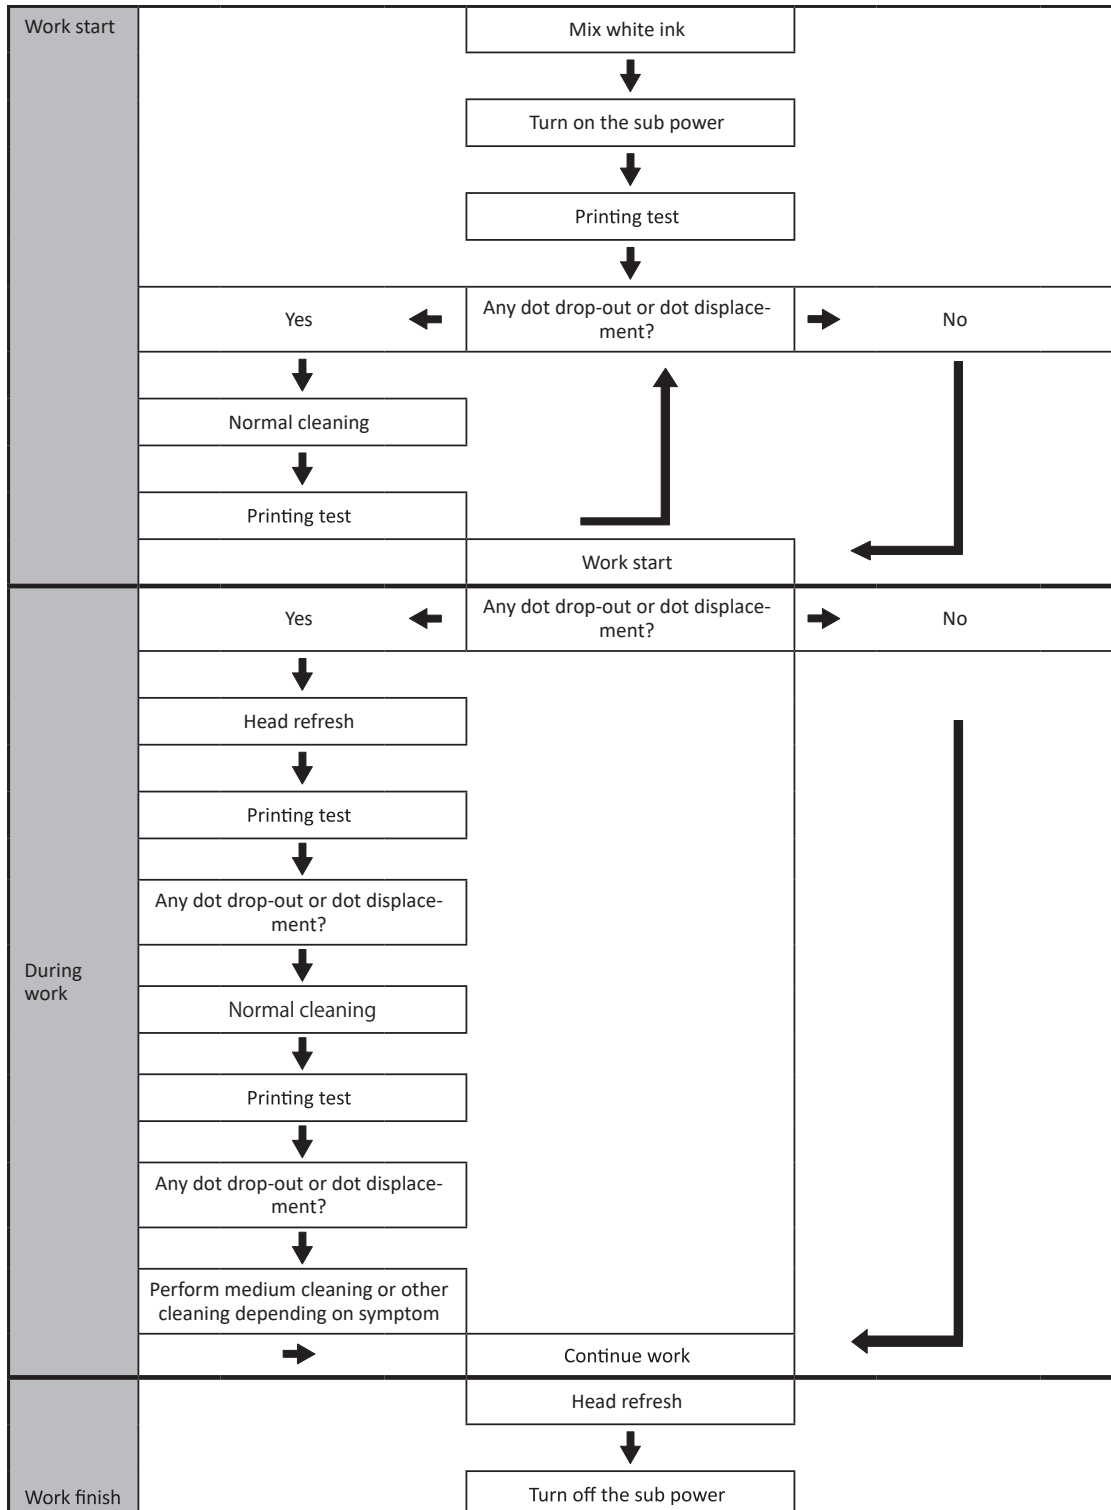 Work start
Mix white ink
Turn on the sub power
Printing test
Yes
Any dot drop-out or dot displace-
ment?
No
Normal cleaning
Printing test
Work start
Yes
Any dot drop-out or dot displace-
ment?
No
Head refresh
Printing test
Any dot drop-out or dot displace-
ment?
During
work
Normal cleaning
Printing test
Any dot drop-out or dot displace-
ment?
Perform medium cleaning or other
cleaning depending on symptom
Continue work
Head refresh
Work finish
Turn off the sub power